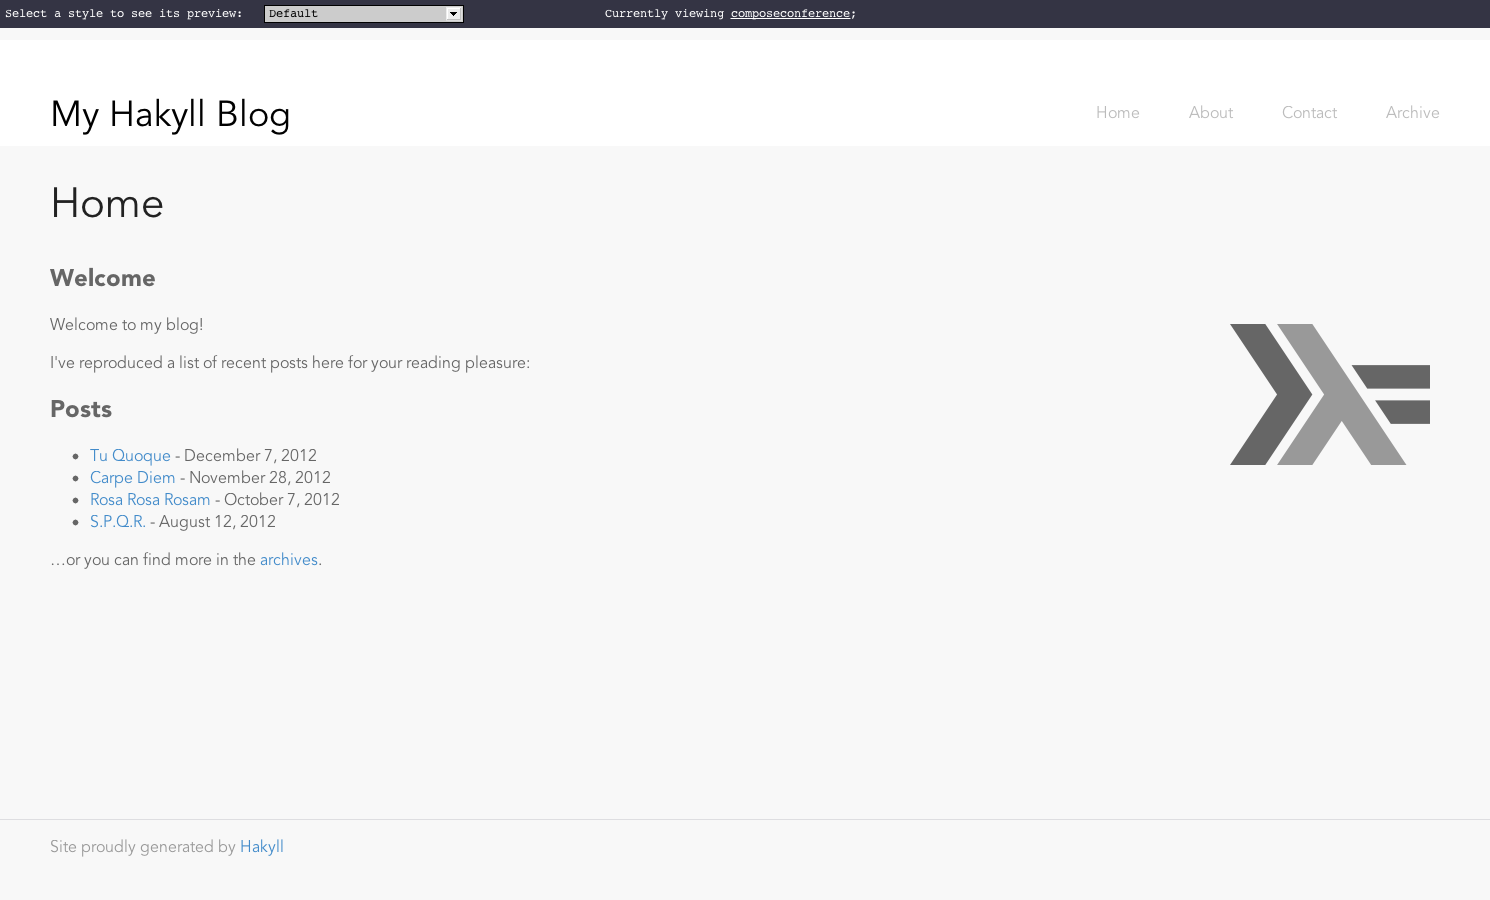 Select a style to see its preview: Default Currently viewing composeconference;
My Hakyll Blog Home About Contact Archive
Home
Welcome
Welcome to my blog!
I've reproduced a list of recent posts here for your reading pleasure:
Posts
• Tu Quoque - December 7, 2012
• Carpe Diem - November 28, 2012
• Rosa Rosa Rosam - October 7, 2012
• S.P.Q.R. - August 12, 2012
…or you can find more in the archives.
Site proudly generated by Hakyll